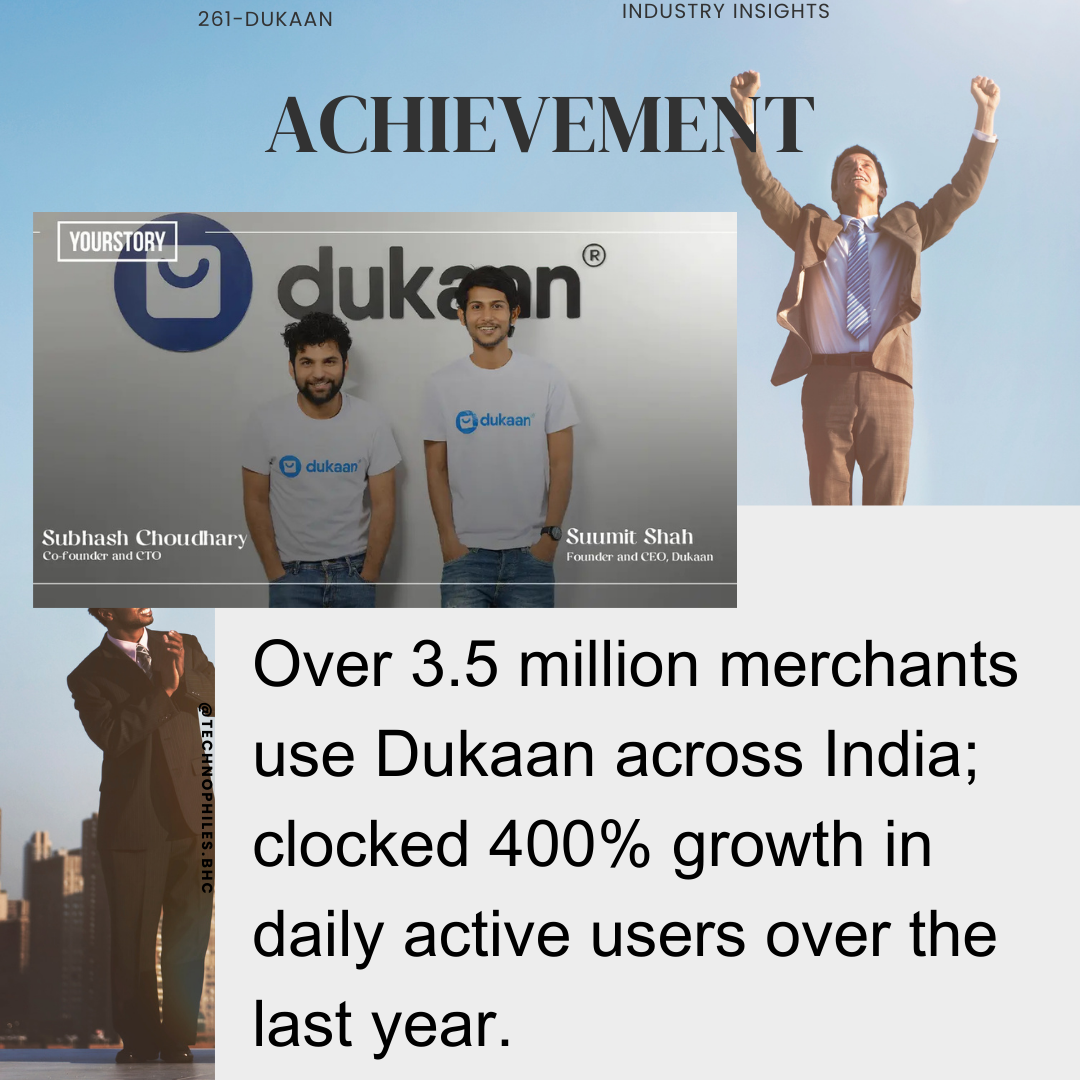 261-DUKAAN
INDUSTRY INSIGHTS
ACHIEVEMENT
YOURSTORY
dukaan®
dukaan
dukaan
Subhash Choudhary
Co-founder and CTO
Suumit Shah
Founder and CEO, Dukaan
@TECHNOPHILES.BHC
Over 3.5 million merchants
use Dukaan across India;
clocked 400% growth in
daily active users over the
last year.